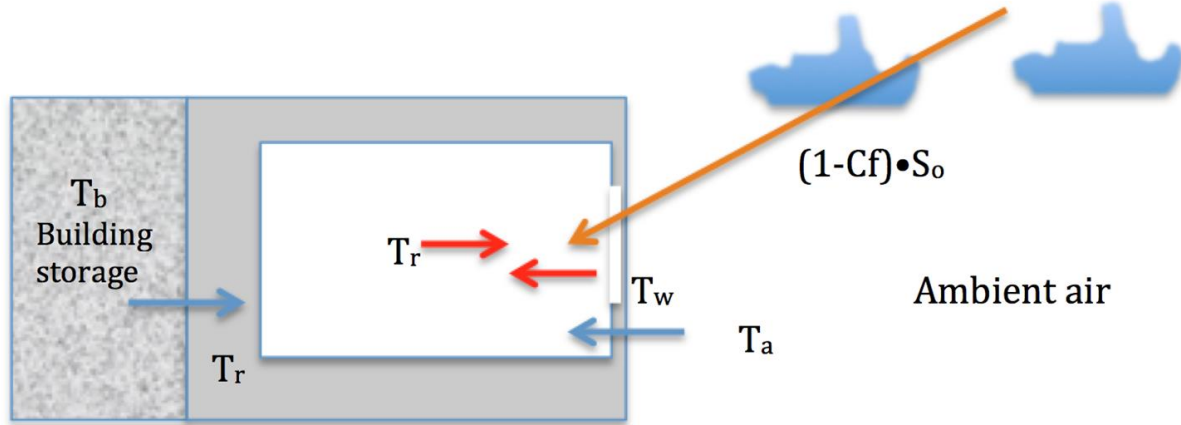 (1-Cf)•So
Tb
Building
storage
Tr
Tw
Ambient air
Ta
Tr